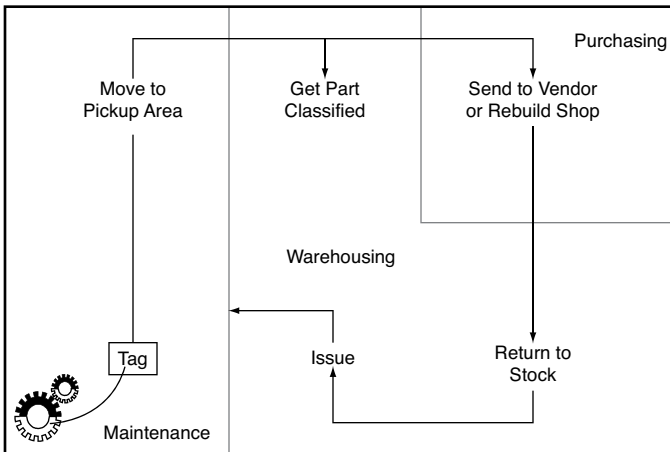 Purchasing
Move to
Pickup Area
Get Part
Classified
Send to Vendor
or Rebuild Shop
Warehousing
Tag
Issue
Return to
Stock
Maintenance